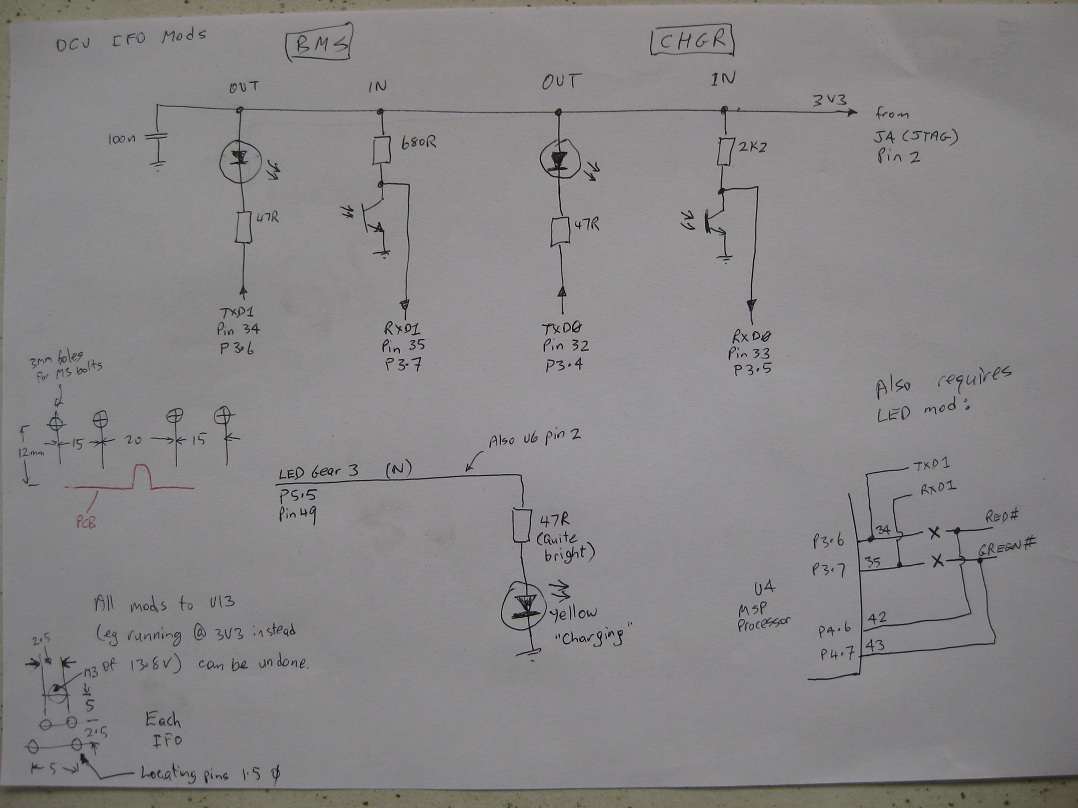 DCU IFO Mods
BMS
CHGR
OUT
IN
OUT
IN
3V3
from
J4 (JTAG)
Pin 2
100n
680R
2K2
47R
47R
TXD1
Pin 34
P3.6
RXD1
Pin 35
P3.7
TXD0
Pin 32
P3.4
RXD0
Pin 33
P3.5
3mm holes
for M3 bolts
12mm
15
20
15
PCB
Also U6 pin 2
LED Gear 3 (N)
P5.5
Pin 49
47R
(Quite
bright)
Yellow
"Charging"
Also requires
LED mod:
TXD1
RXD1
P3.6
34
RED#
P3.7
35
GREEN#
U4
MSP
Processor
P4.6
42
P4.7
43
All mods to U13
(eg running @ 3V3 instead
of 13.8V) can be undone.
2.5
M3
5
2.5
5
Each
IFO
Locating pins 1.5 Ø